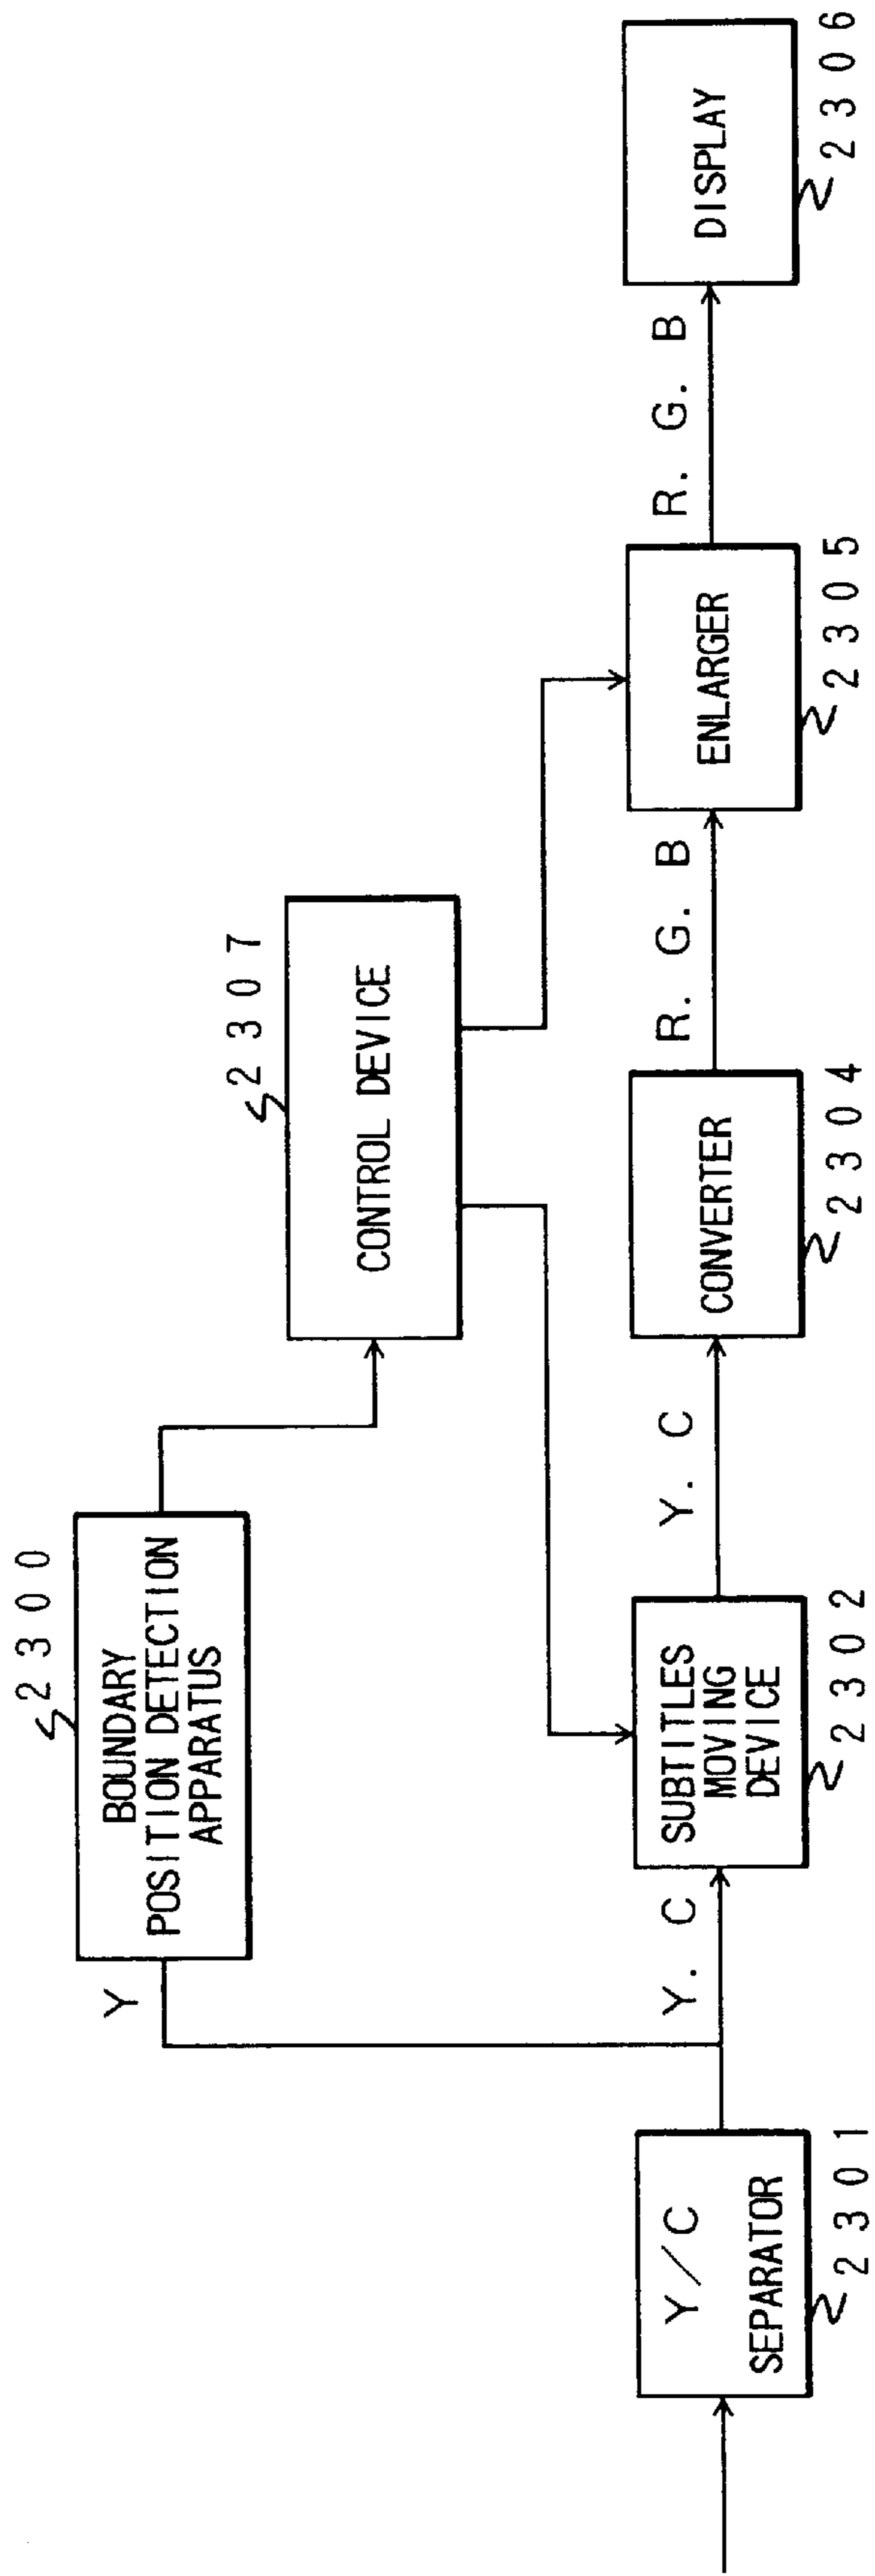 2300
BOUNDARY
POSITION DETECTION
APPARATUS
Y
2307
CONTROL DEVICE
Y/C
SEPARATOR
2301
Y. C
SUBTITLES
MOVING
DEVICE
2302
Y. C
CONVERTER
2304
R. G. B
ENLARGER
2305
R. G. B
DISPLAY
2306